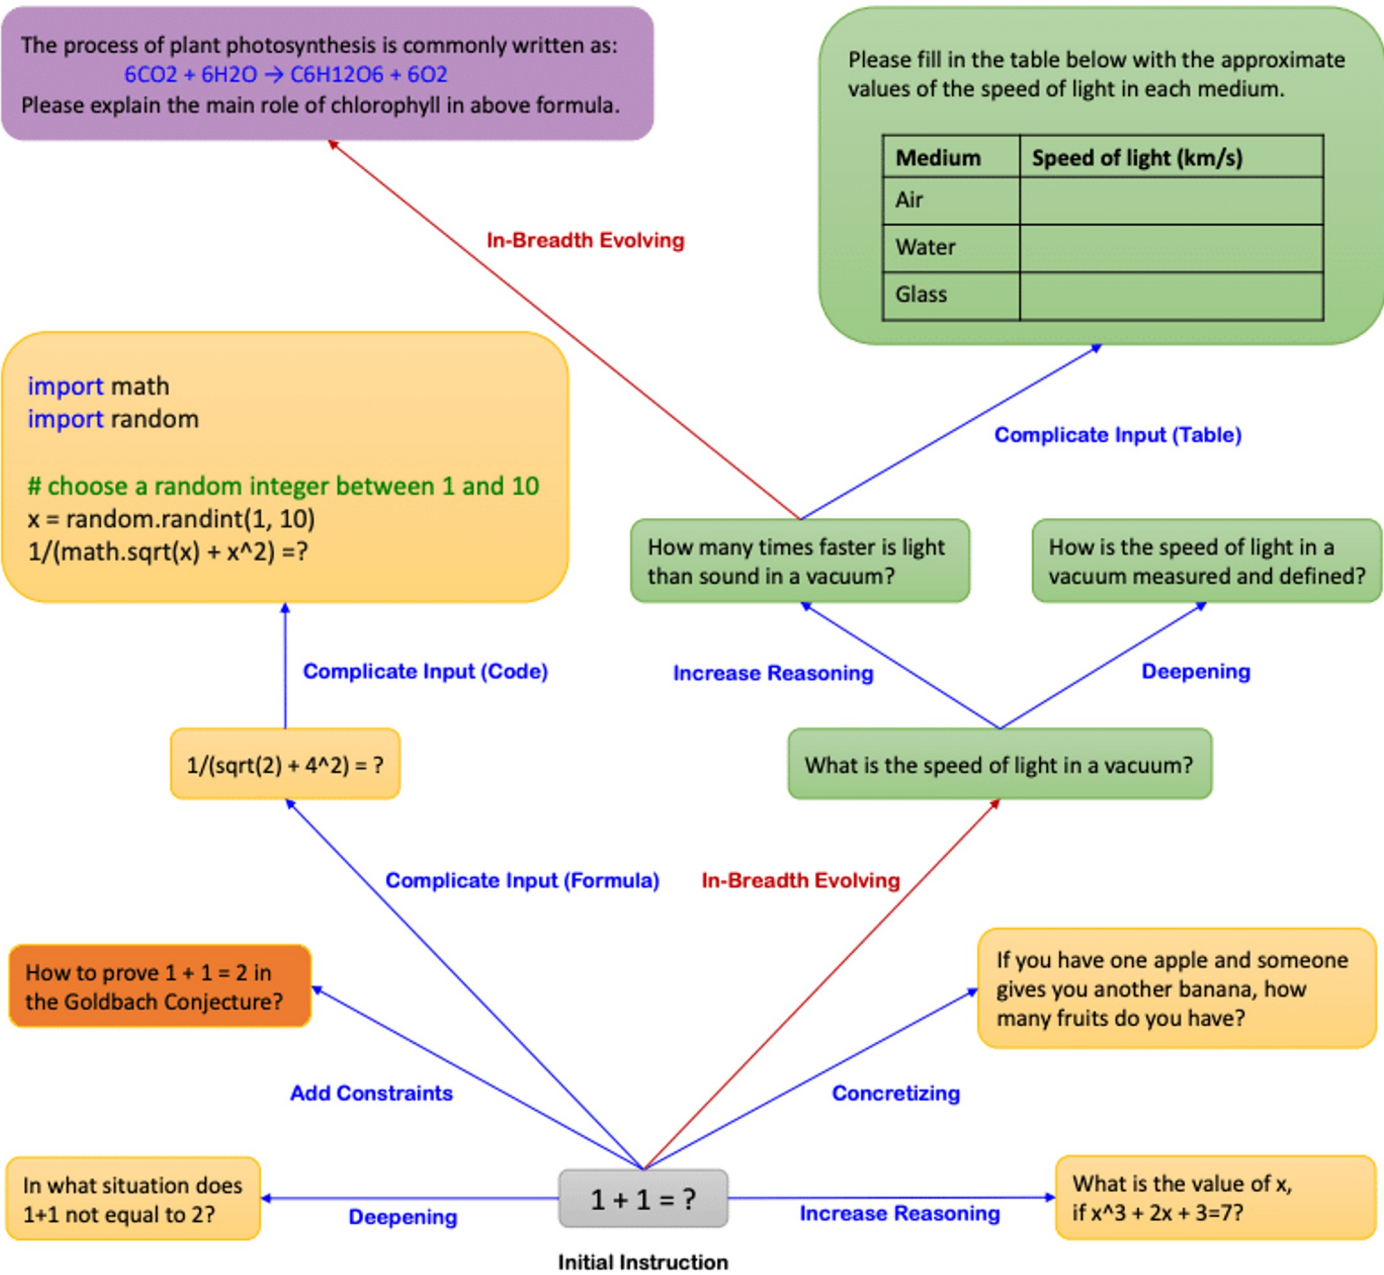 The process of plant photosynthesis is commonly written as:
6CO2 + 6H2O → C6H12O6 + 6O2
Please explain the main role of chlorophyll in above formula.
Please fill in the table below with the approximate
values of the speed of light in each medium.
Medium Speed of light (km/s)
Air
Water
Glass
In-Breadth Evolving
Complicate Input (Table)
import math
import random
# choose a random integer between 1 and 10
x = random.randint(1, 10)
1/(math.sqrt(x) + x^2) =?
How many times faster is light
than sound in a vacuum?
How is the speed of light in a
vacuum measured and defined?
Complicate Input (Code)
Increase Reasoning
Deepening
1/(sqrt(2) + 4^2) = ?
What is the speed of light in a vacuum?
Complicate Input (Formula)
In-Breadth Evolving
How to prove 1 + 1 = 2 in
the Goldbach Conjecture?
If you have one apple and someone
gives you another banana, how
many fruits do you have?
Add Constraints
Concretizing
In what situation does
1+1 not equal to 2?
Deepening
1 + 1 = ?
Increase Reasoning
What is the value of x,
if x^3 + 2x + 3=7?
Initial Instruction